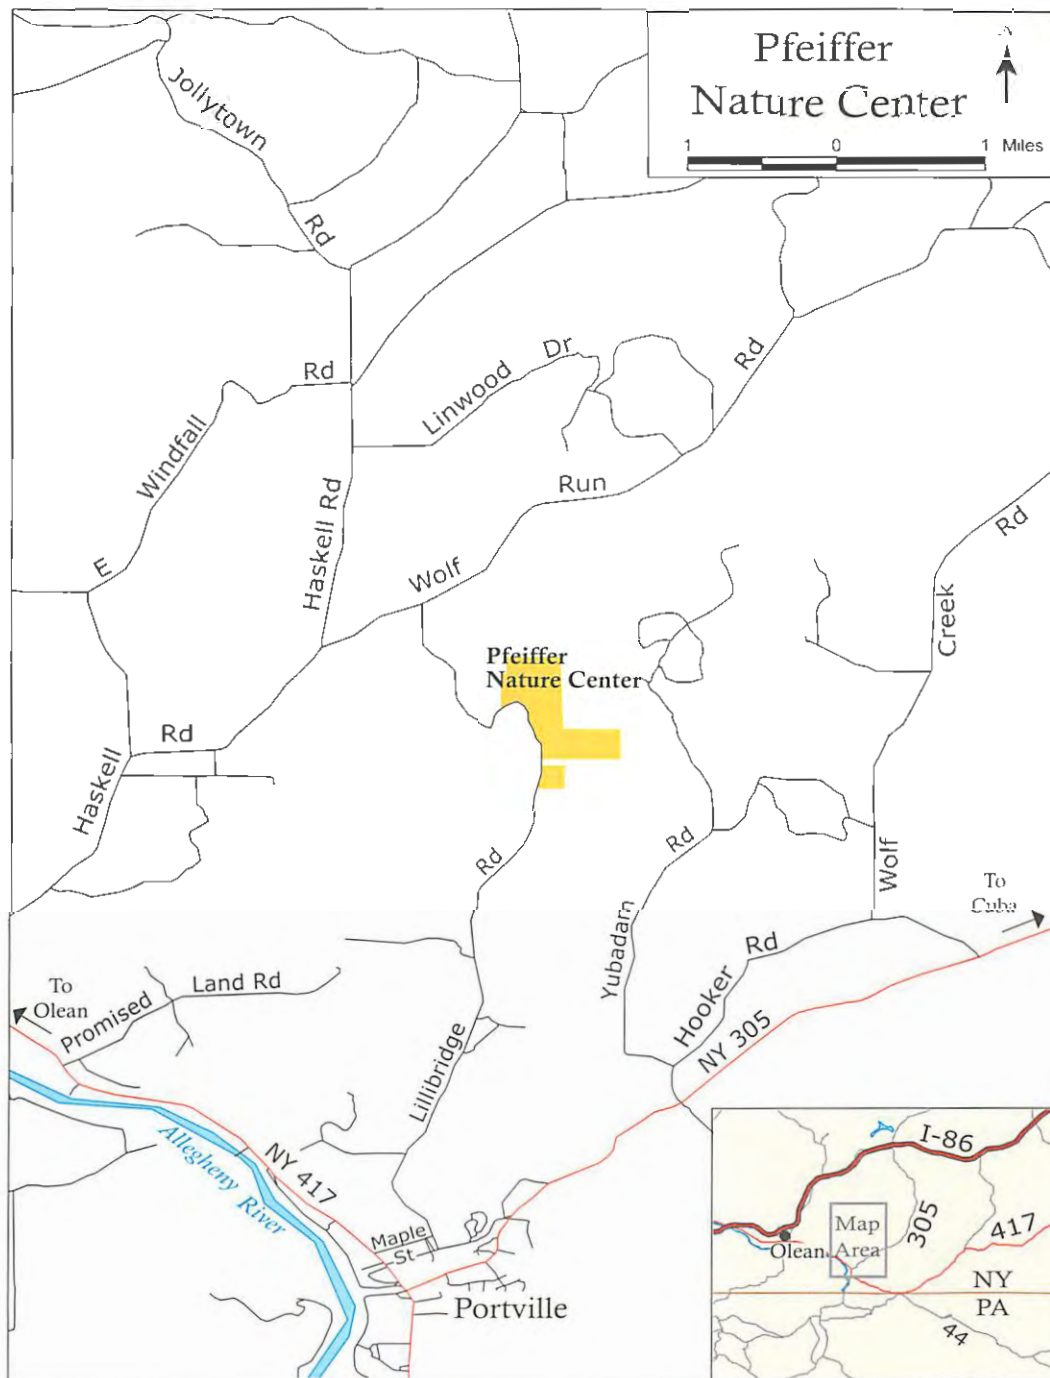 Pfeiffer
Nature Center
1 0 1 Miles
Jollytown
Rd
Rd
Linwood Dr
Rd
Windfall
E
Haskell Rd
Run
Wolf
Rd
Creek
Pfeiffer
Nature Center
Rd
Haskell
Rd
Rd
Wolf
To
Cuba
Yubadam
Rd
Hooker
NY 305
To
Olean
Promised
Land Rd
Lillibridge
Allegheny River
NY 417
Maple
St
Portville
I-86
305
417
Map
Area
Olean
NY
PA
44